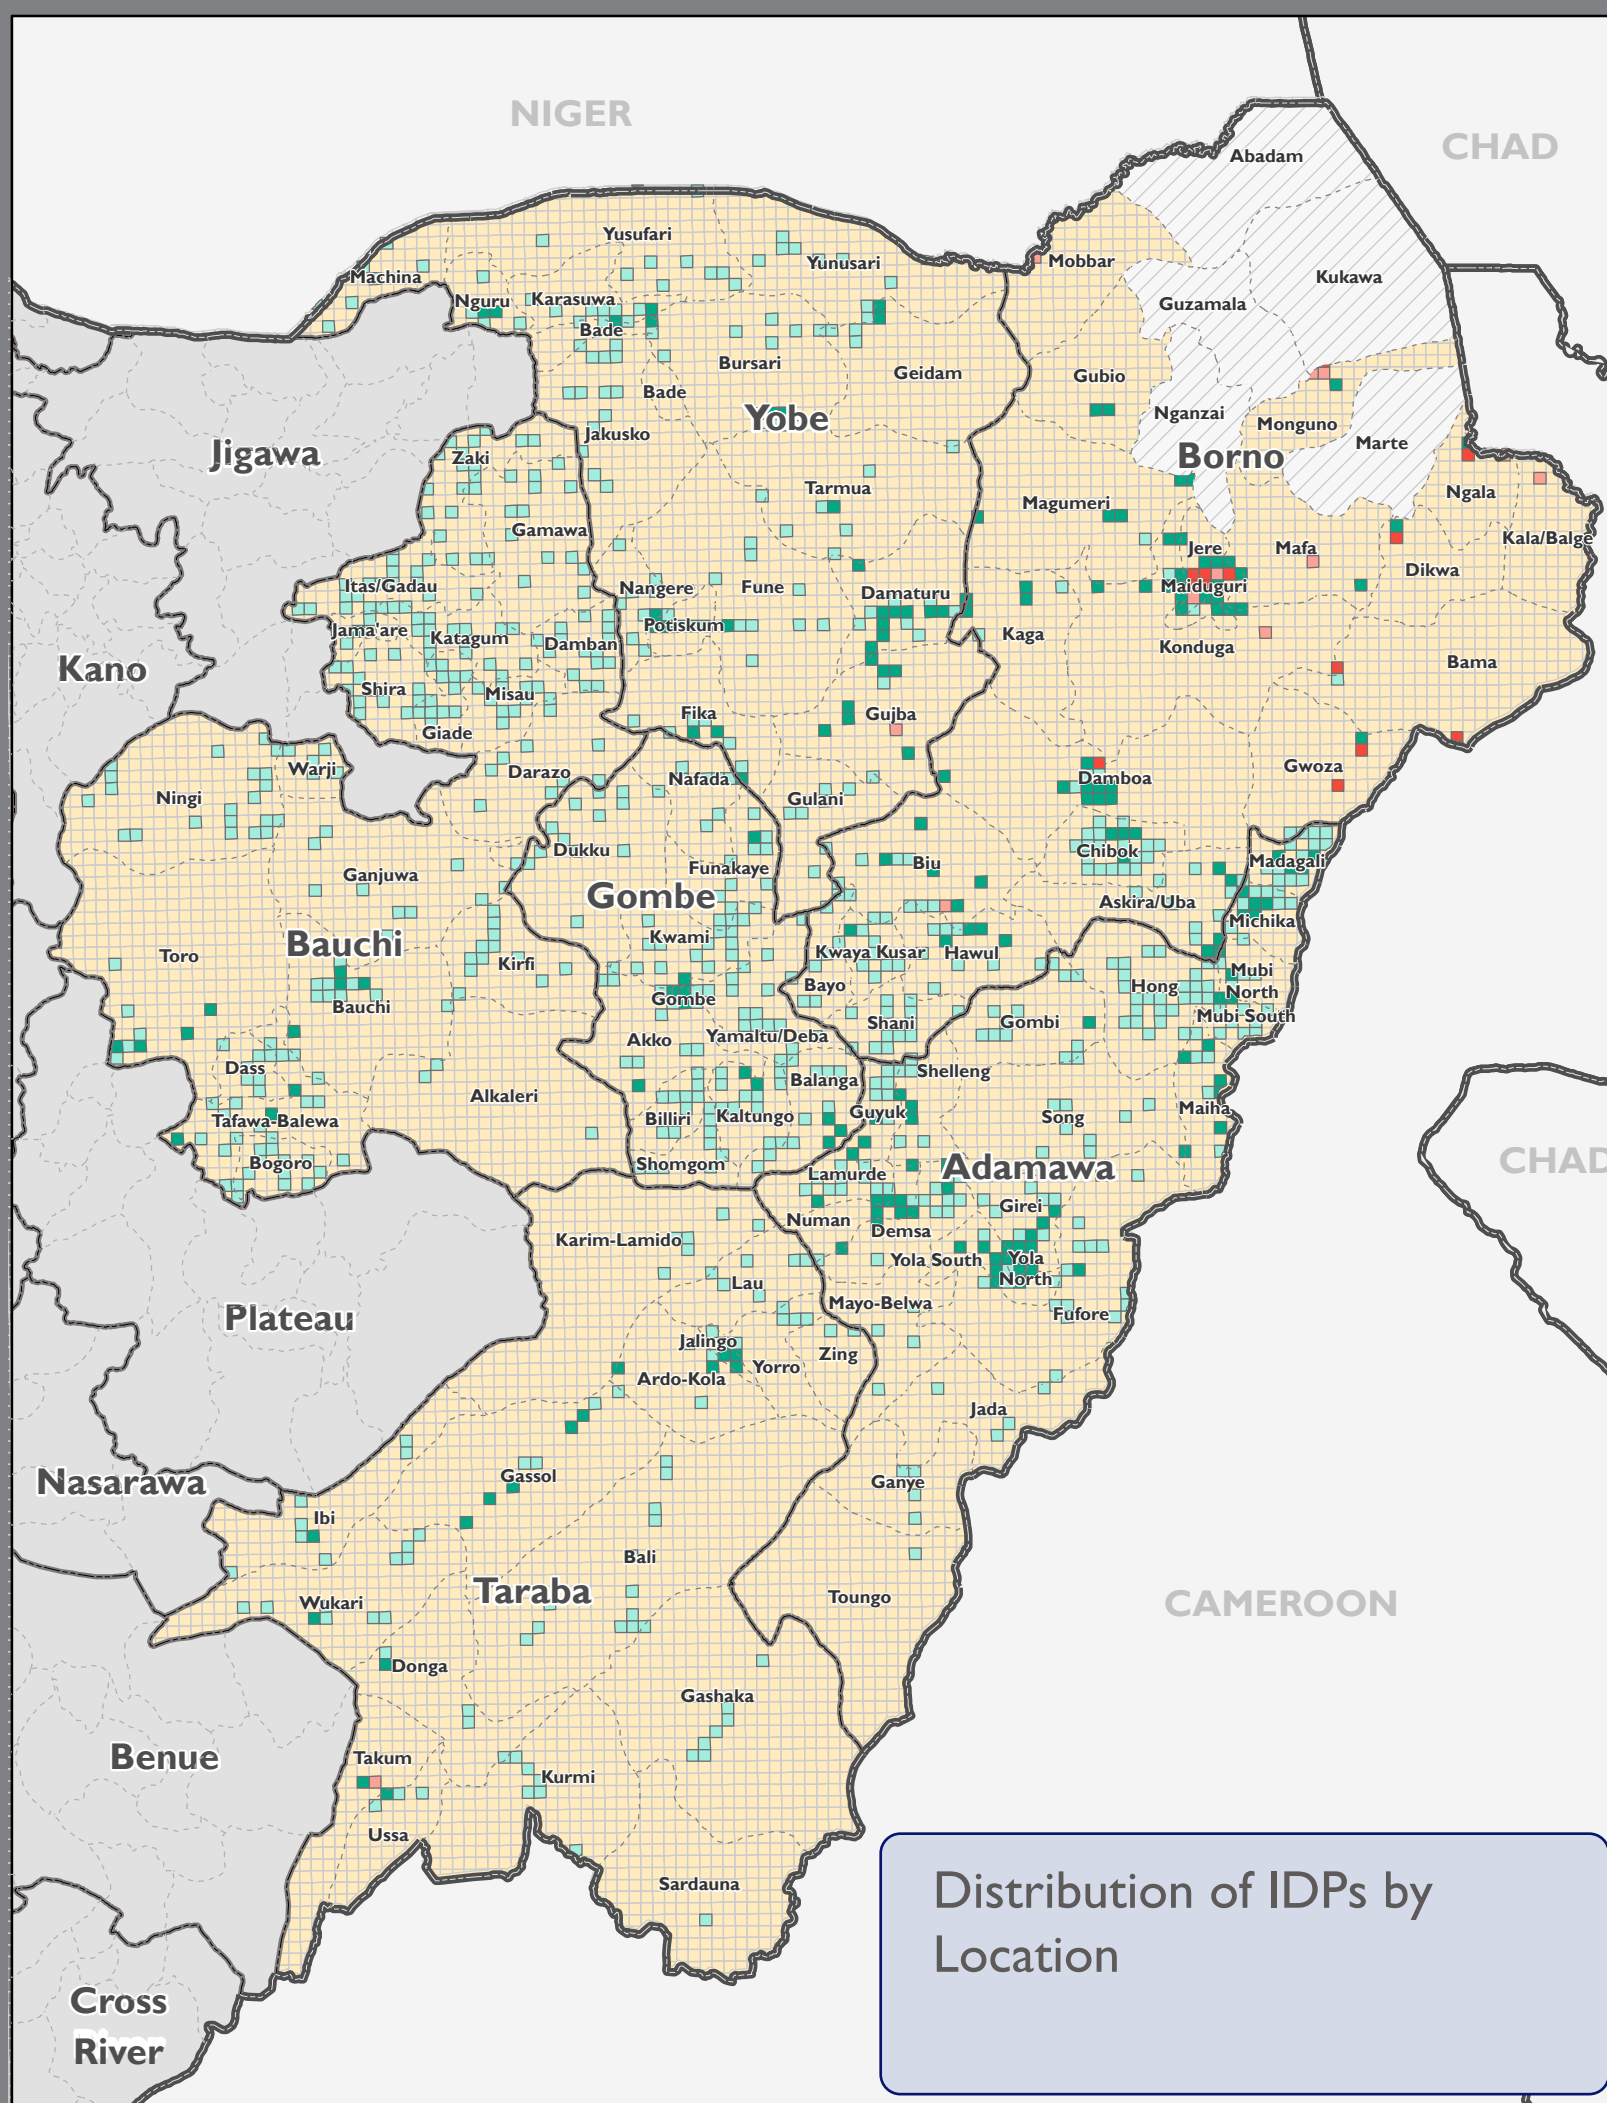 NIGER
CHAD
Abadam
Yusufari
Mobbar
Yunusari
Machina
Kukawa
Nguru
Karasuwa
Guzamala
Bade
Bursari
Geidam
Gubio
Bade
Nganzai
Yobe
Monguno
Jakusko
Marte
Jigawa
Zaki
Borno
Tarmua
Ngala
Magumeri
Gamawa
Kala/Balge
Jere
Mafa
Dikwa
Itas/Gadau
Nangere
Fune
Damaturu
Maiduguri
Potiskum
Jama'are
Katagum
Damban
Kaga
Konduga
Kano
Bama
Shira
Misau
Fika
Gujba
Giade
Gwoza
Warji
Darazo
Nafada
Damboa
Ningi
Gulani
Dukku
Chibok
Madagali
Biu
Funakaye
Ganjuwa
Gombe
Askira/Uba
Michika
Kwami
Bauchi
Toro
Kirfi
Kwaya Kusar
Hawul
Mubi
North
Bayo
Hong
Gombe
Bauchi
Mubi South
Shani
Gombi
Akko
Yamaltu/Deba
Dass
Balanga
Shelleng
Alkaleri
Guyuk
Maiha
Tafawa-Balewa
Billiri
Kaltungo
Song
Bogoro
Shomgom
Adamawa
CHAD
Lamurde
Girei
Numan
Demsa
Karim-Lamido
Yola South
Yola
North
Lau
Mayo-Belwa
Fufore
Plateau
Jalingo
Zing
Yorro
Ardo-Kola
Jada
Nasarawa
Gassol
Ganye
Ibi
Bali
Taraba
Toungo
CAMEROON
Wukari
Donga
Gashaka
Benue
Takum
Kurmi
Ussa
Sardauna
Distribution of IDPs by
Location
Cross
River